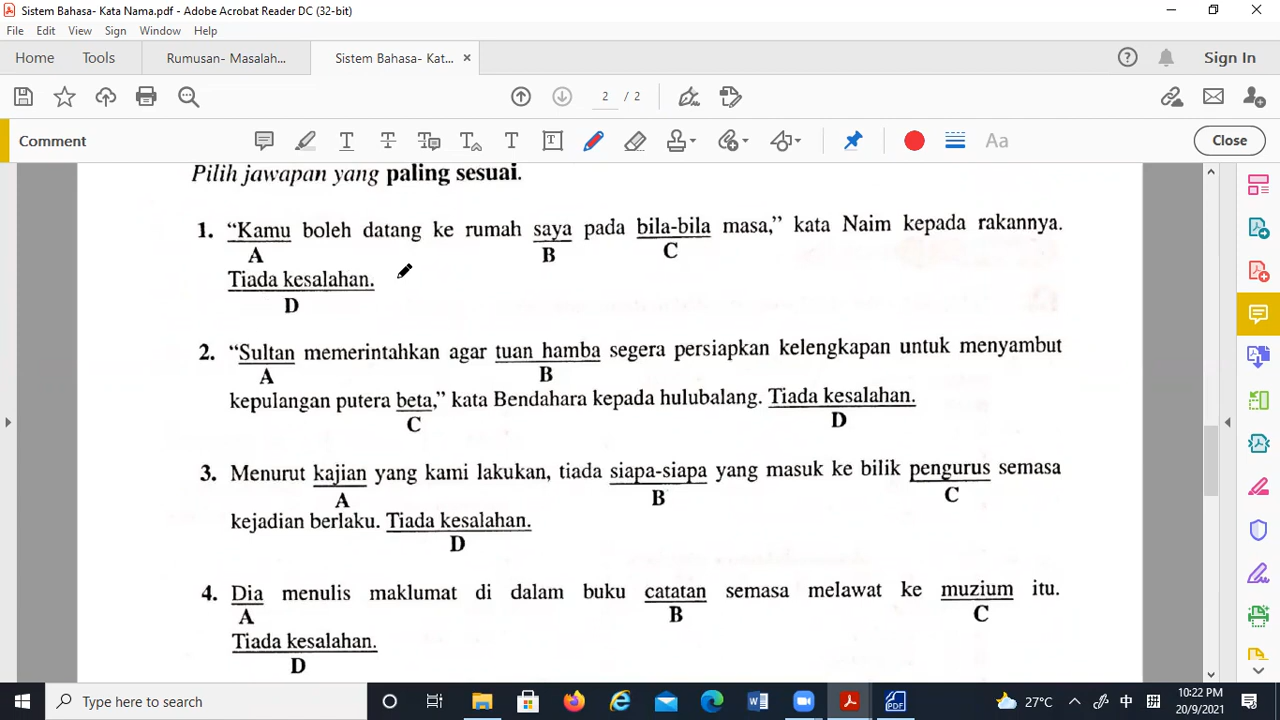 Sistem Bahasa- Kata Nama.pdf - Adobe Acrobat Reader DC (32-bit)
File Edit View Sign Window Help
Home Tools Rumusan- Masalah... Sistem Bahasa- Kat... × Sign In
2 / 2
Comment Aa Close
Pilih jawapan yang paling sesuai.
1. “Kamu boleh datang ke rumah saya pada bila-bila masa,” kata Naim kepada rakannya.
A B C
Tiada kesalahan.
D
2. “Sultan memerintahkan agar tuan hamba segera persiapkan kelengkapan untuk menyambut
A B
kepulangan putera beta,” kata Bendahara kepada hulubalang. Tiada kesalahan.
C D
3. Menurut kajian yang kami lakukan, tiada siapa-siapa yang masuk ke bilik pengurus semasa
A B C
kejadian berlaku. Tiada kesalahan.
D
4. Dia menulis maklumat di dalam buku catatan semasa melawat ke muzium itu.
A B C
Tiada kesalahan.
D
Type here to search 27°C 中 拼 10:22 PM
20/9/2021